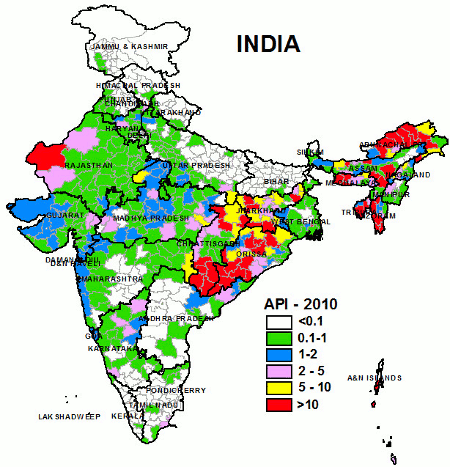 INDIA
JAMMU & KASHMIR
HIMACHAL PRADESH
CHANDIGARH
UTTARAKHAND
HARYANA
DELHI
SIKKIM
ARUNACHAL PRADESH
RAJASTHAN
UTTAR PRADESH
BIHAR
ASSAM
NAGALAND
MEGHALAYA
MANIPUR
GUJARAT
MADHYA PRADESH
JHARKHAND
WEST BENGAL
TRIPURA
MIZORAM
CHHATTISGARH
ORISSA
DAMAN & DIU
D&N HAVELI
MAHARASHTRA
API - 2010
<0.1
0.1-1
1-2
2 - 5
5 - 10
>10
ANDHRA PRADESH
GOA
KARNATAKA
A&N ISLANDS
PONDICHERRY
TAMIL NADU
LAKSHADWEEP
KERALA